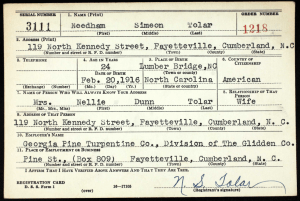 SERIAL NUMBER 1. NAME (Print) ORDER NUMBER
3111 Needham Simeon Tolar 1218
(First) (Middle) (Last)
2. ADDRESS (Print)
119 North Kennedy Street, Fayetteville, Cumberland, N.C
(Number and street or R. F. D. number) (Town) (County) (State)
3. TELEPHONE 4. AGE IN YEARS 5. PLACE OF BIRTH 6. COUNTRY OF CITIZENSHIP
24 Lumber Bridge, NC
DATE OF BIRTH (Town or county)
Feb. 20, 1916 North Carolina American
(Mo.) (Day) (Yr.) (State or country)
7. NAME OF PERSON WHO WILL ALWAYS KNOW YOUR ADDRESS 8. RELATIONSHIP OF THAT PERSON
Mrs. Nellie Dunn Tolar Wife
(Mr., Mrs., Miss) (First) (Middle) (Last)
9. ADDRESS OF THAT PERSON
119 North Kennedy Street, Fayetteville, Cumberland, N. C.
(Number and street or R. F. D. number) (Town) (County) (State)
10. EMPLOYER'S NAME
Georgia Pine Turpentine Co., Division of The Glidden Co.
11. PLACE OF EMPLOYMENT OR BUSINESS
Pine St., (Box 809) Fayetteville, Cumberland, N. C.
(Number and street or R. F. D. number) (Town) (County) (State)
I AFFIRM THAT I HAVE VERIFIED ABOVE ANSWERS AND THAT THEY ARE TRUE.
REGISTRATION CARD
D. S. S. Form 1 (over) 16—17105 N. S. Tolar
(Registrant's signature)